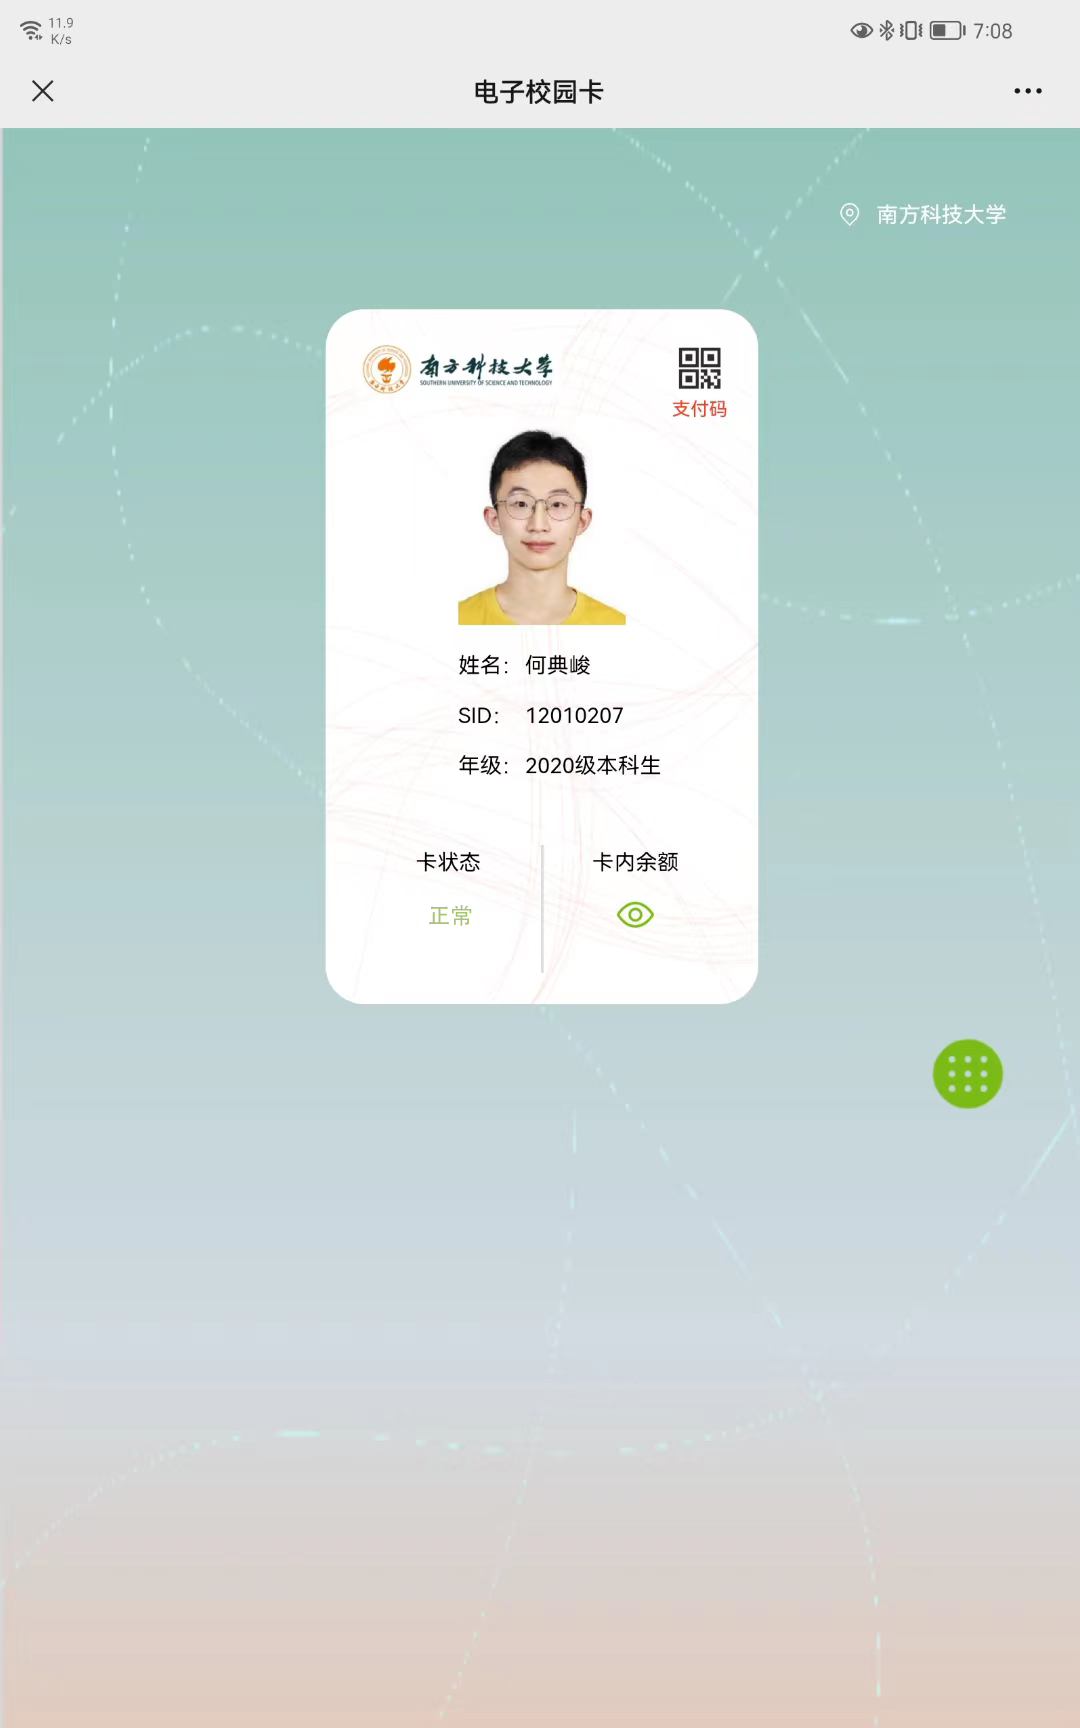 11.9
K/s
7:08
电子校园卡
南方科技大学
南方科技大学
SOUTHERN UNIVERSITY OF SCIENCE AND TECHNOLOGY
支付码
姓名： 何典峻
SID： 12010207
年级： 2020级本科生
卡状态 卡内余额
正常